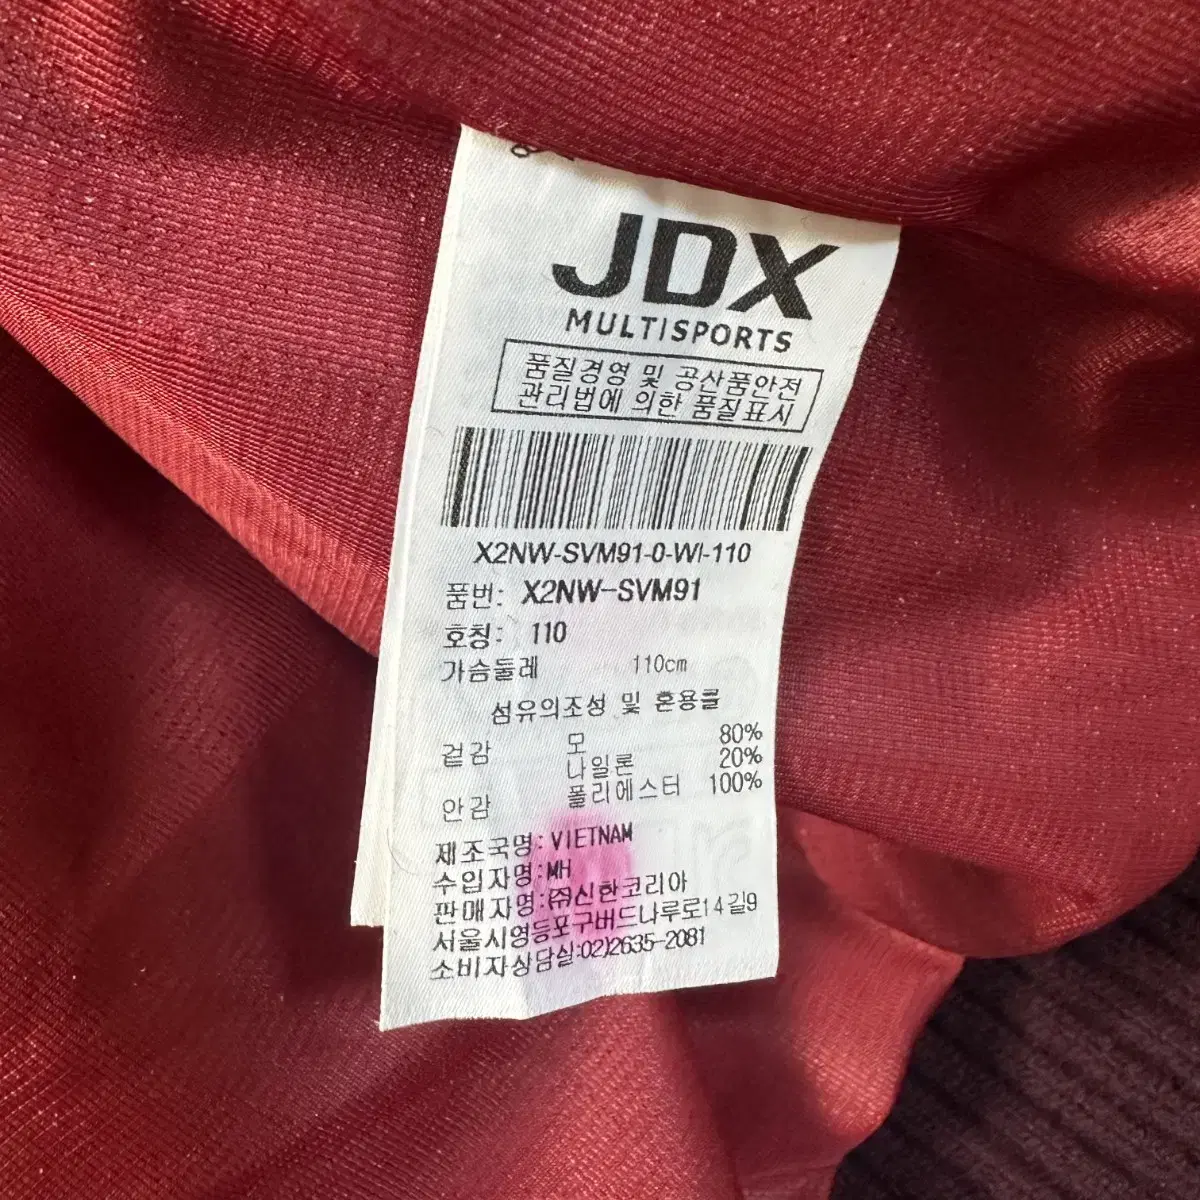 JDX
MULTISPORTS
품질경영 및 공산품안전
관리법에 의한 품질표시
X2NW-SVM91-0-WI-110
품번: X2NW-SVM91
호칭: 110
가슴둘레 110cm
섬유의조성 및 혼용률
겉감 모 80%
나일론 20%
안감 폴리에스터 100%
제조국명:VIETNAM
수입자명:MH
판매자명:(주)신한코리아
서울시영등포구버드나루로14길9
소비자상담실:02)2635-2081